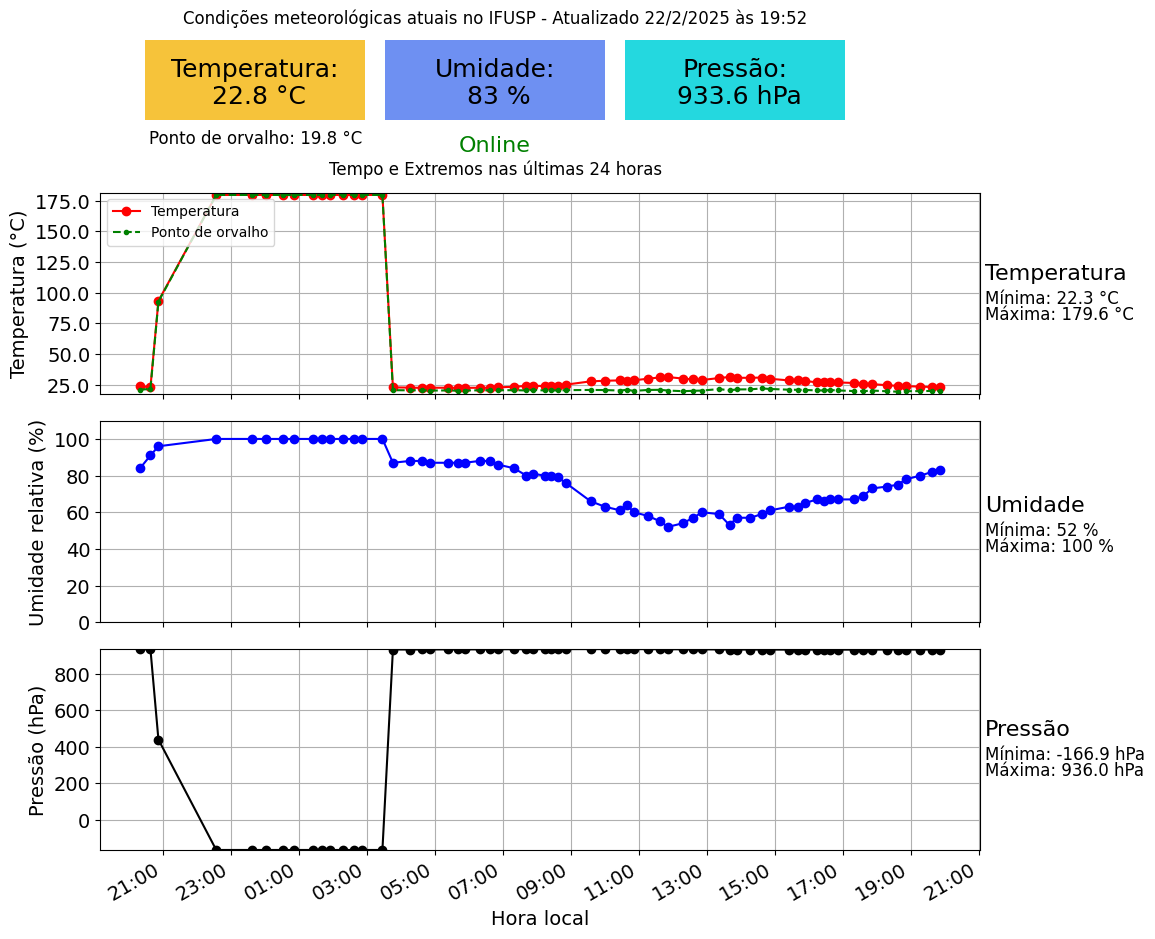 Condições meteorológicas atuais no IFUSP - Atualizado 22/2/2025 às 19:52
Temperatura:
22.8 °C
Umidade:
83 %
Pressão:
933.6 hPa
Ponto de orvalho: 19.8 °C
Online
Tempo e Extremos nas últimas 24 horas
Temperatura (°C)
175.0
150.0
125.0
100.0
75.0
50.0
25.0
Temperatura
Ponto de orvalho
Temperatura
Mínima: 22.3 °C
Máxima: 179.6 °C
Umidade relativa (%)
100
80
60
40
20
0
Umidade
Mínima: 52 %
Máxima: 100 %
Pressão (hPa)
800
600
400
200
0
Pressão
Mínima: -166.9 hPa
Máxima: 936.0 hPa
21:00
23:00
01:00
03:00
05:00
07:00
09:00
11:00
13:00
15:00
17:00
19:00
21:00
Hora local